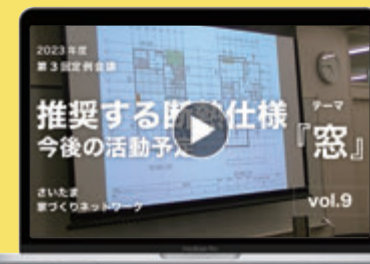 2023年度
第3回定例会議
推奨する断熱仕様
今後の活動予定
テーマ
『窓』
さいたま
家づくりネットワーク
vol.9